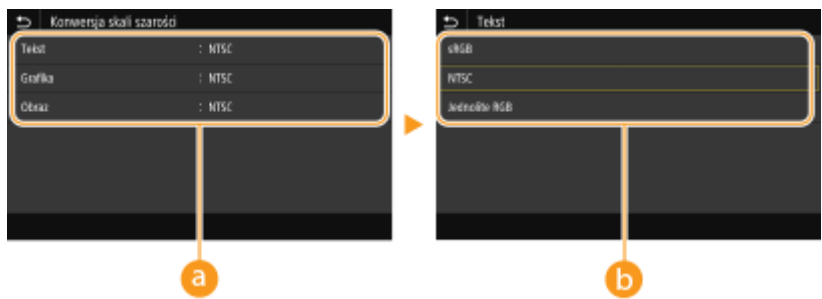 Konwersja skali szarości
Tekst : NTSC
Grafika : NTSC
Obraz : NTSC
a
Tekst
sRGB
NTSC
Jednolite RGB
b